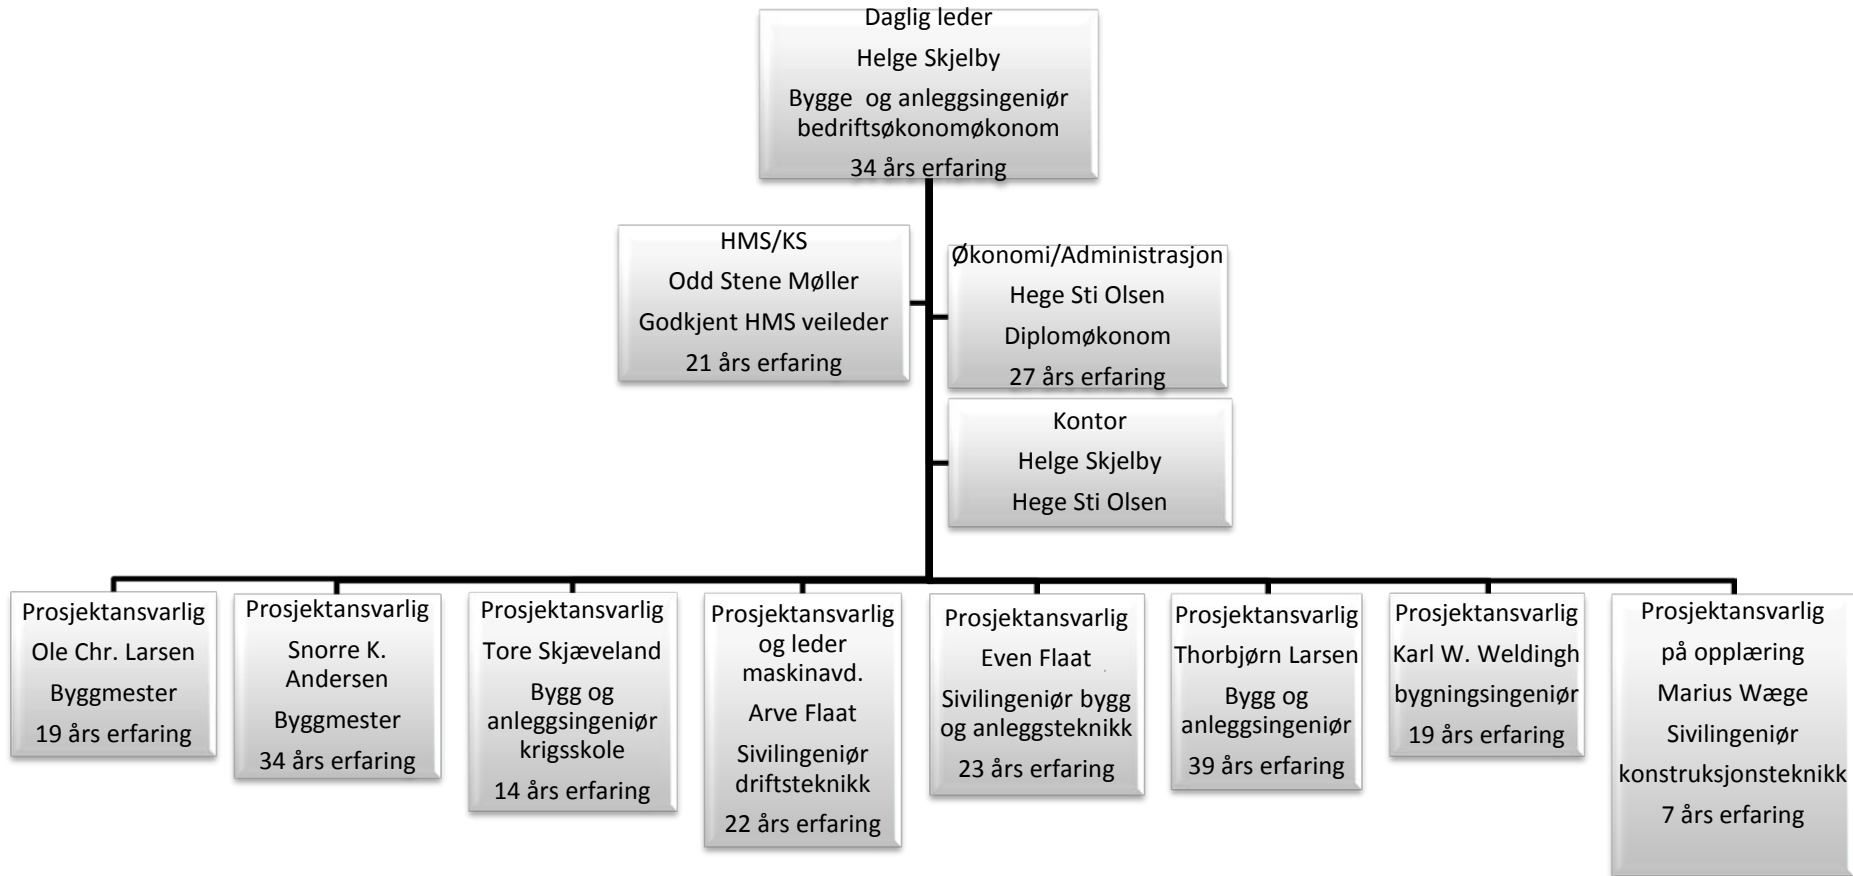 Daglig leder
Helge Skjelby
Bygge  og anleggsingeniør
bedriftsøkonomøkonom
34 års erfaring
HMS/KS
Odd Stene Møller
Godkjent HMS veileder
21 års erfaring
Økonomi/Administrasjon
Hege Sti Olsen
Diplomøkonom
27 års erfaring
Kontor
Helge Skjelby
Hege Sti Olsen
Prosjektansvarlig
Ole Chr. Larsen
Byggmester
19 års erfaring
Prosjektansvarlig
Snorre K.
Andersen
Byggmester
34 års erfaring
Prosjektansvarlig
Tore Skjæveland
Bygg og
anleggsingeniør
krigsskole
14 års erfaring
Prosjektansvarlig
og leder
maskinavd.
Arve Flaat
Sivilingeniør
driftsteknikk
22 års erfaring
Prosjektansvarlig
Even Flaat
Sivilingeniør bygg
og anleggsteknikk
23 års erfaring
Prosjektansvarlig
Thorbjørn Larsen
Bygg og
anleggsingeniør
39 års erfaring
Prosjektansvarlig
Karl W. Weldingh
bygningsingeniør
19 års erfaring
Prosjektansvarlig
på opplæring
Marius Wæge
Sivilingeniør
konstruksjonsteknikk
7 års erfaring